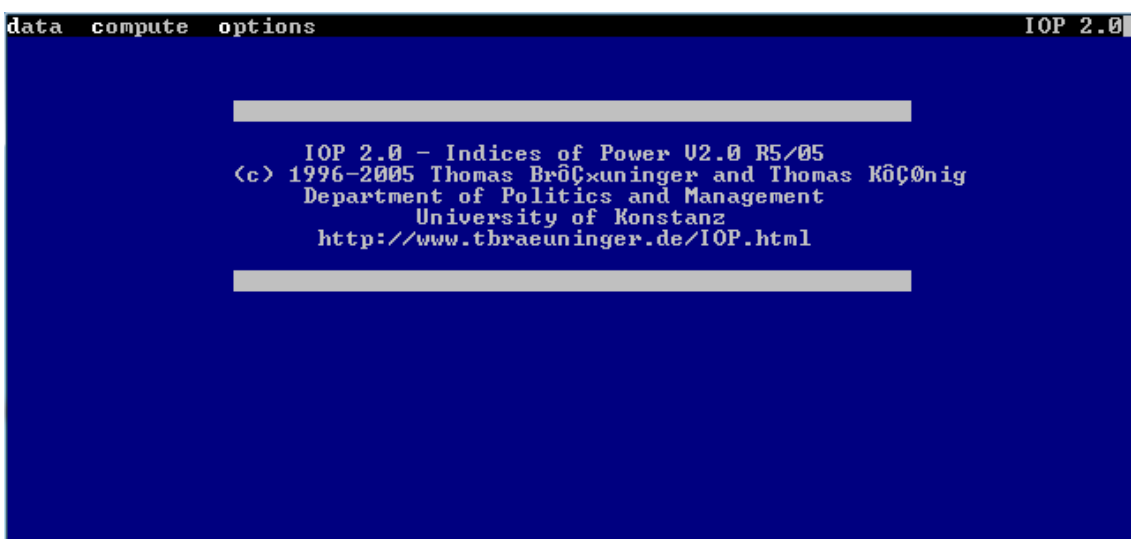 data compute options IOP 2.0
IOP 2.0 - Indices of Power V2.0 R5/05
(c) 1996-2005 Thomas BrôÇxuninger and Thomas KôÇØnig
Department of Politics and Management
University of Konstanz
http://www.tbraeuninger.de/IOP.html